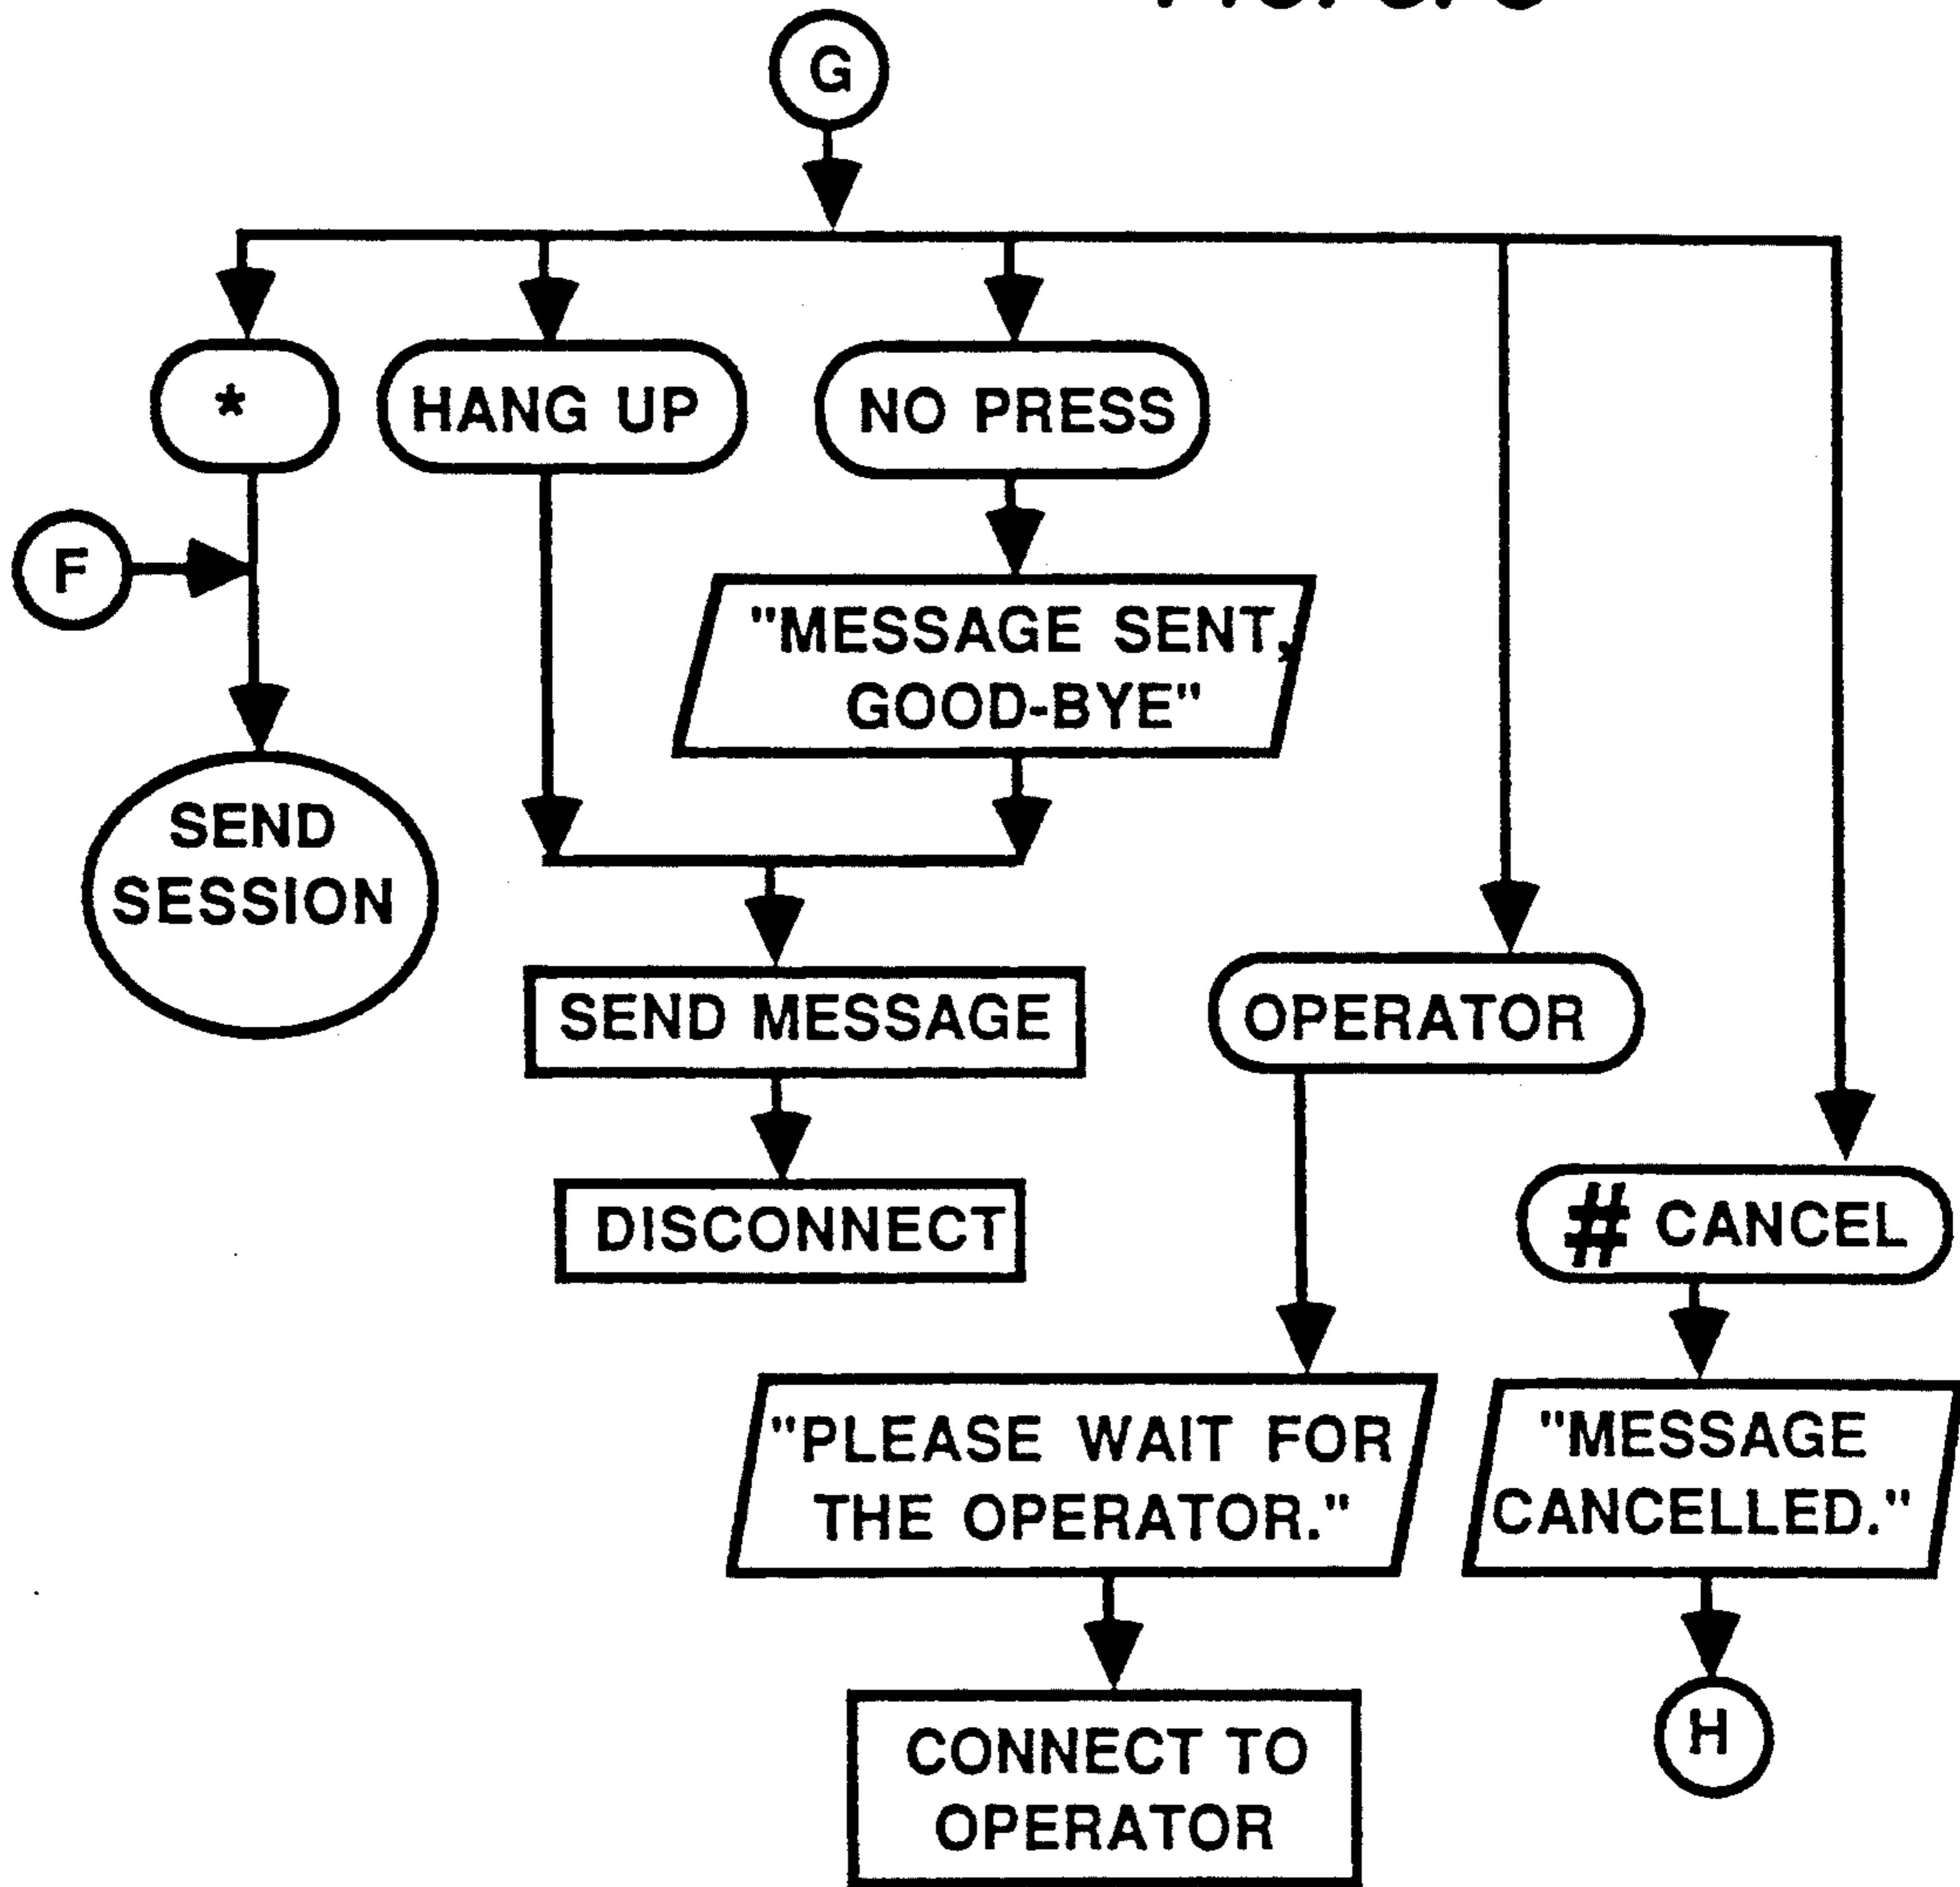 G
*
HANG UP
NO PRESS
F
"MESSAGE SENT,
GOOD-BYE"
SEND
SESSION
SEND MESSAGE
OPERATOR
DISCONNECT
# CANCEL
"PLEASE WAIT FOR
THE OPERATOR."
"MESSAGE
CANCELLED."
CONNECT TO
OPERATOR
H